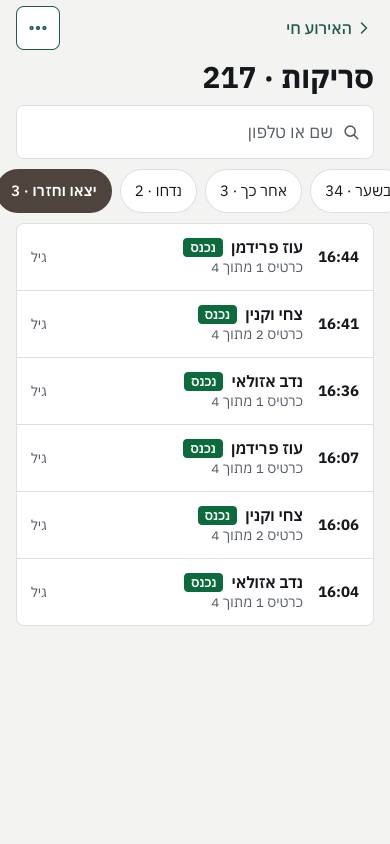 האירוע חי
סריקות · 217
שם או טלפון
בשער · 34
אחר כך · 3
נדחו · 2
יצאו וחזרו · 3
16:44 עוז פרידמן נכנס
כרטיס 1 מתוך 4
גיל
16:41 צחי וקנין נכנס
כרטיס 2 מתוך 4
גיל
16:36 נדב אזולאי נכנס
כרטיס 1 מתוך 4
גיל
16:07 עוז פרידמן נכנס
כרטיס 1 מתוך 4
גיל
16:06 צחי וקנין נכנס
כרטיס 2 מתוך 4
גיל
16:04 נדב אזולאי נכנס
כרטיס 1 מתוך 4
גיל